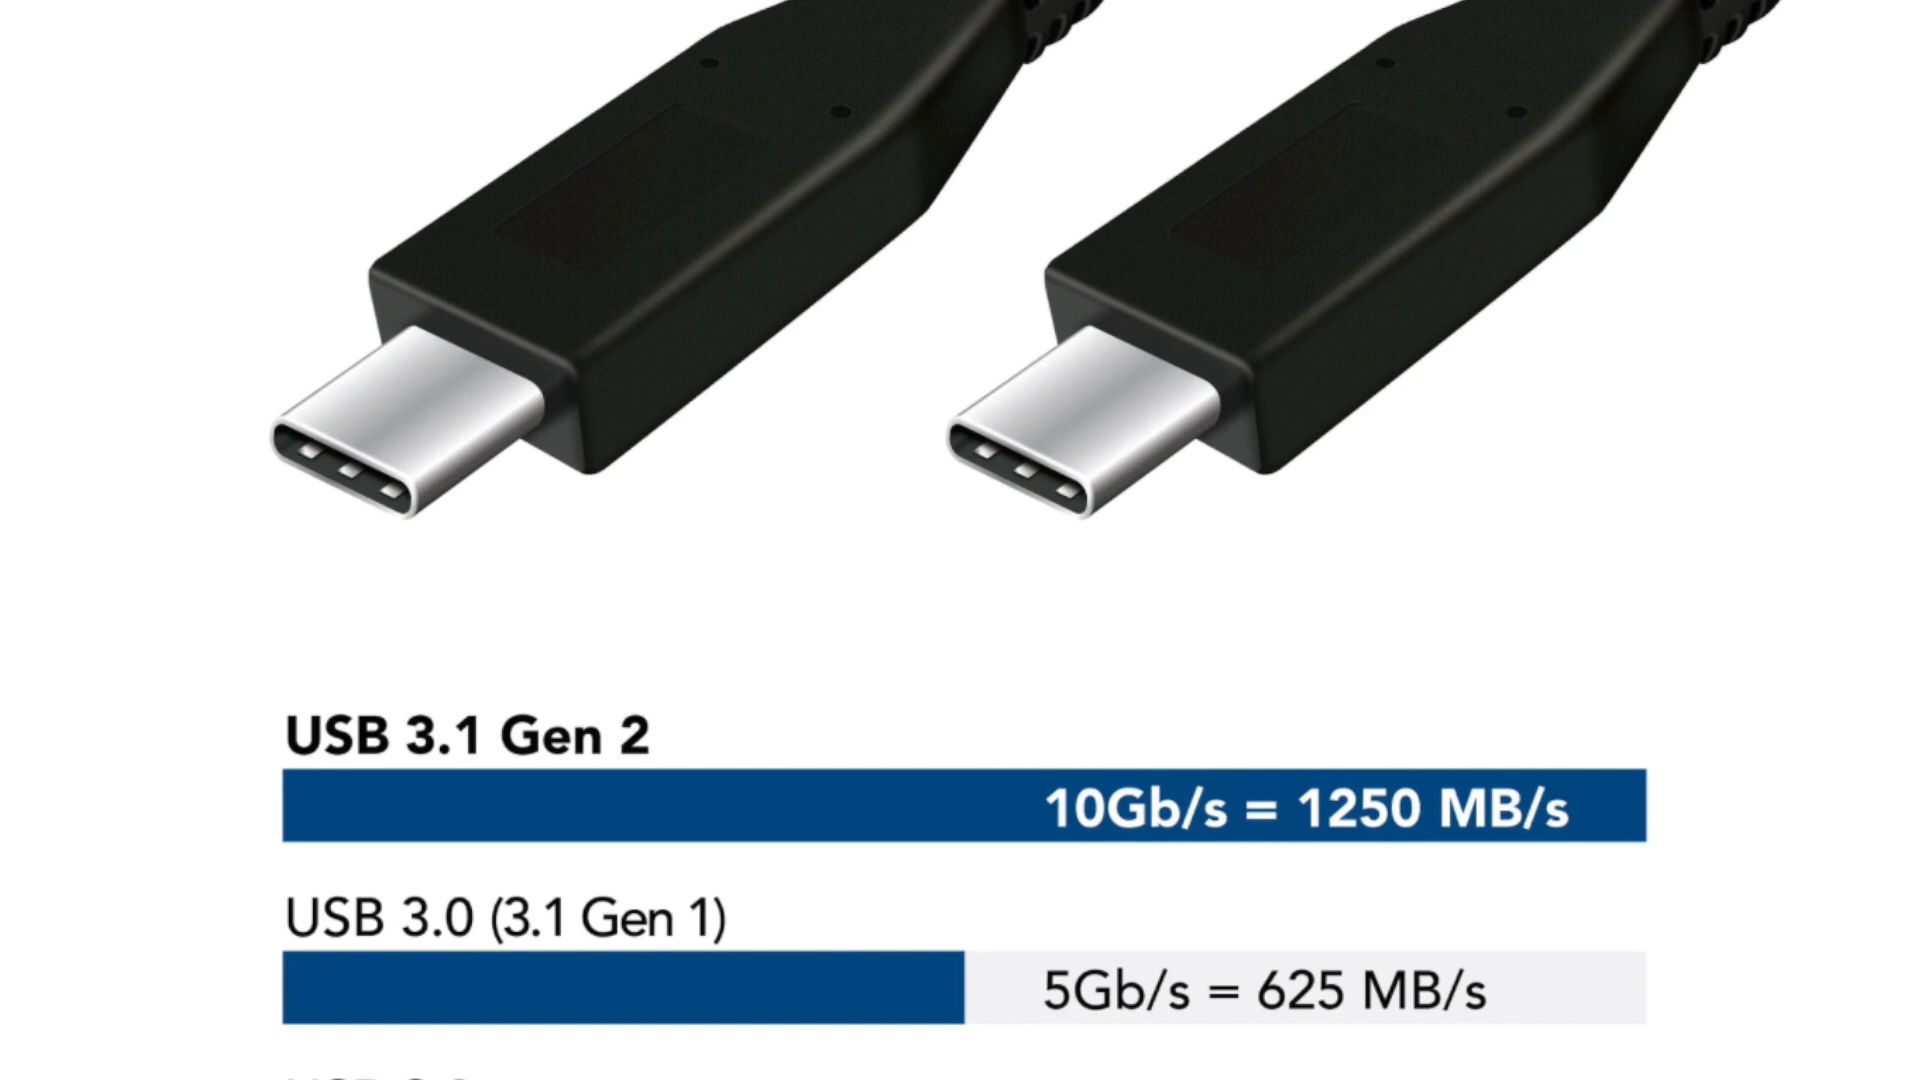 USB 3.1 Gen 2
10Gb/s = 1250 MB/s
USB 3.0 (3.1 Gen 1)
5Gb/s = 625 MB/s